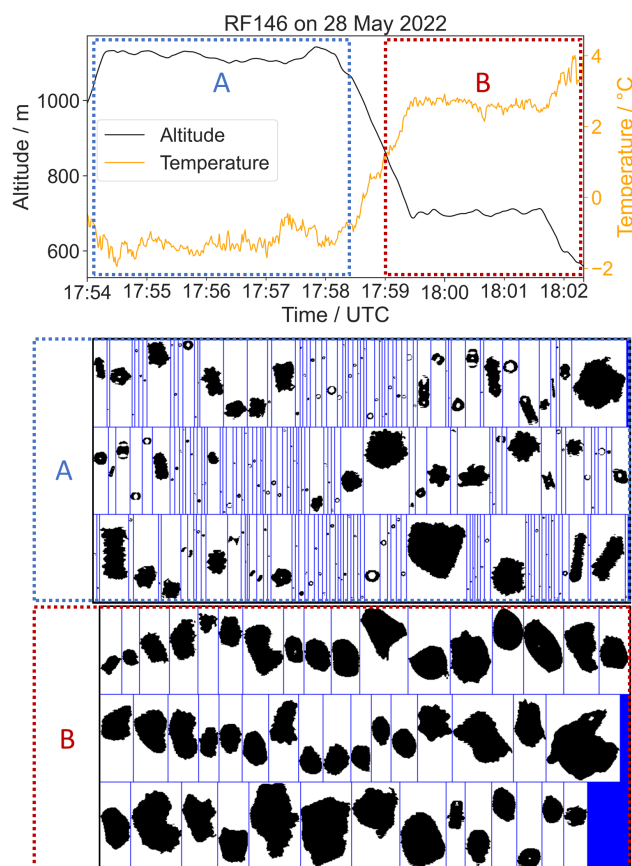 RF146 on 28 May 2022
A
B
Altitude
Temperature
Altitude / m
1000
800
600
4
2
0
−2
Temperature / °C
17:54 17:55 17:56 17:57 17:58 17:59 18:00 18:01 18:02
Time / UTC
A
B